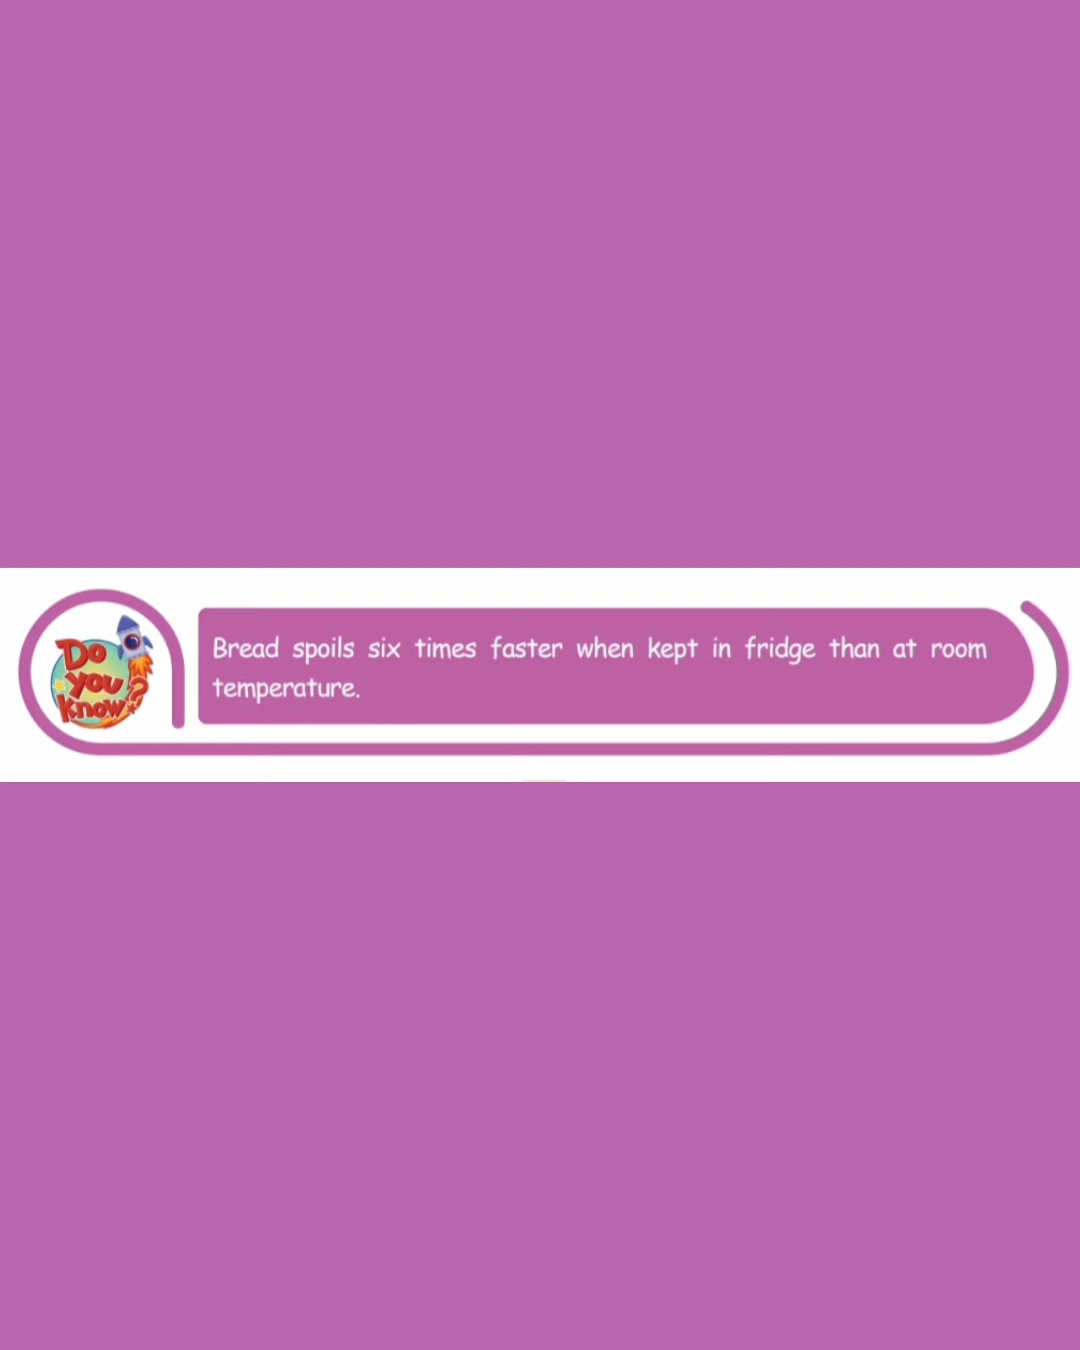 Do
you
know?
Bread spoils six times faster when kept in fridge than at room
temperature.